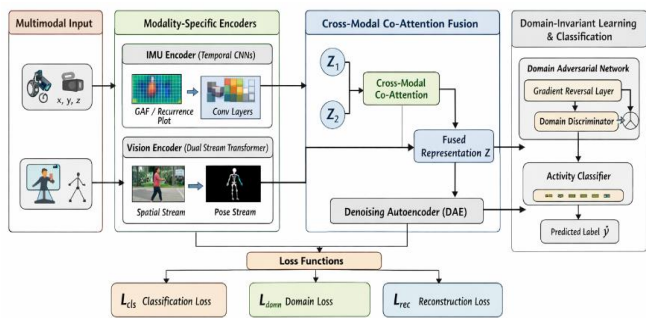 Multimodal Input
x, y, z
Modality-Specific Encoders
IMU Encoder (Temporal CNNs)
GAF / Recurrence
Plot
Conv Layers
Vision Encoder (Dual Stream Transformer)
Spatial Stream
Pose Stream
Cross-Modal Co-Attention Fusion
Z1
Z2
Cross-Modal
Co-Attention
Fused
Representation Z
Denoising Autoencoder (DAE)
Domain-Invariant Learning
& Classification
Domain Adversarial Network
Gradient Reversal Layer
Domain Discriminator
Activity Classifier
Predicted Label ŷ
Loss Functions
Lcls Classification Loss
Ldomn Domain Loss
Lrec Reconstruction Loss